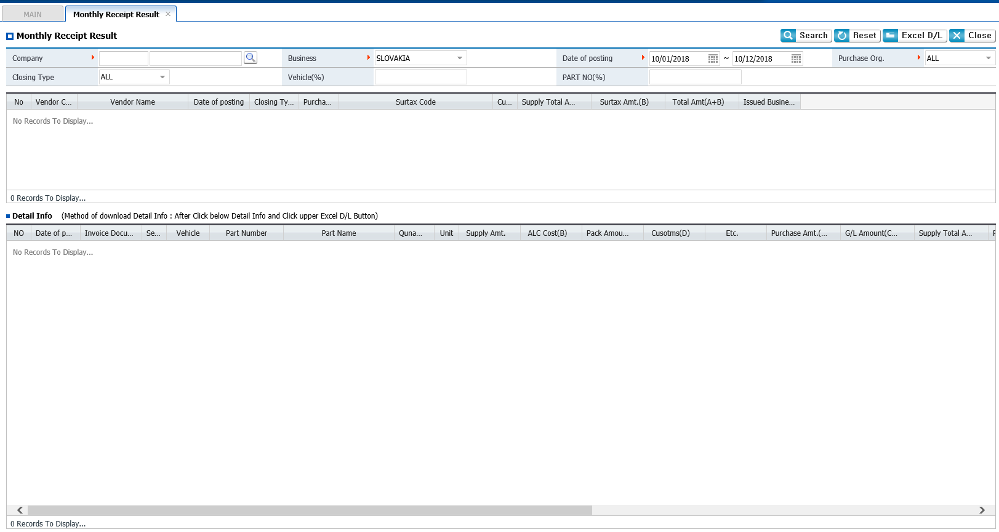 MAIN
Monthly Receipt Result
Monthly Receipt Result
Search Reset Excel D/L Close
Company Business SLOVAKIA Date of posting 10/01/2018 ~ 10/12/2018 Purchase Org. ALL
Closing Type ALL Vehicle(%) PART NO(%)
No Vendor C... Vendor Name Date of posting Closing Ty... Purcha... Surtax Code Cu... Supply Total A... Surtax Amt.(B) Total Amt(A+B) Issued Busine...
No Records To Display...
0 Records To Display...
Detail Info (Method of download Detail Info : After Click below Detail Info and Click upper Excel D/L Button)
NO Date of p... Invoice Docu... Se... Vehicle Part Number Part Name Quna... Unit Supply Amt. ALC Cost(B) Pack Amou... Cusotms(D) Etc. Purchase Amt.(... G/L Amount(C... Supply Total A...
No Records To Display...
0 Records To Display...